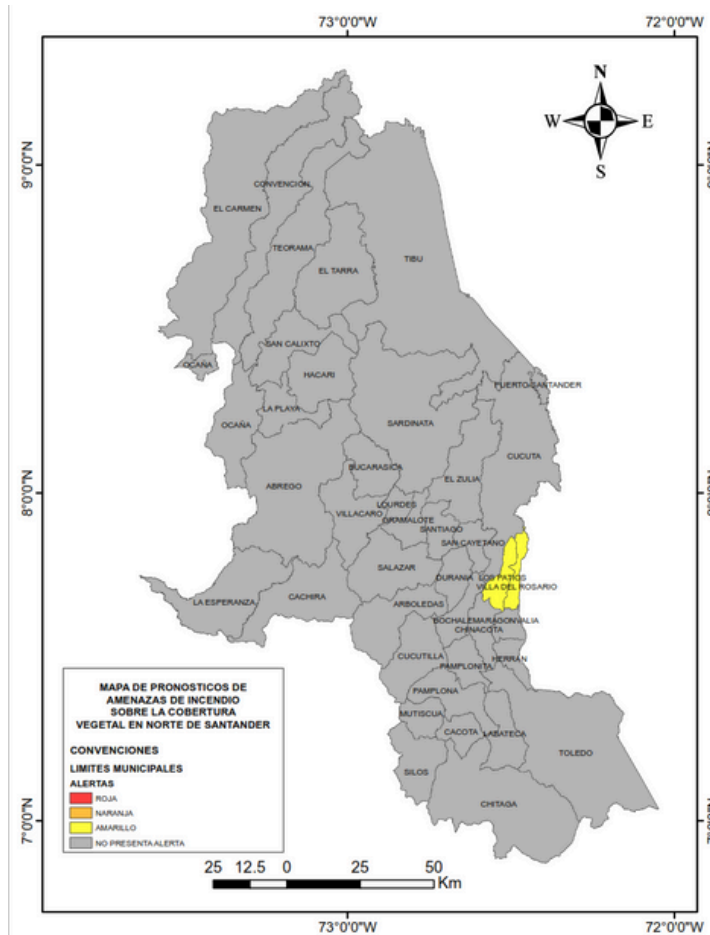 73°0'0"W
72°0'0"W
N
W
E
S
9°0'0"N
CONVENCIÓN
EL CARMEN
TEORAMA
TIBU
EL TARRA
SAN CALIXTO
OCAÑA
HACARI
PUERTO SANTANDER
LA PLAYA
OCAÑA
SARDINATA
CUCUTA
BUCARASICA
EL ZULIA
ABREGO
8°0'0"N
LOURDES
VILLACARO
GRAMALOTE
SANTIAGO
SAN CAYETANO
SALAZAR
DURANIA
LOS PATIOS
VILLA DEL ROSARIO
LA ESPERANZA
CACHIRA
ARBOLEDAS
BOCHALEMA
RAGONVALIA
CHINACOTA
CUCUTILLA
HERRAN
PAMPLONITA
PAMPLONA
MUTISCUA
CACOTA
LABATECA
TOLEDO
SILOS
CHITAGA
7°0'0"N
MAPA DE PRONOSTICOS DE
AMENAZAS DE INCENDIO
SOBRE LA COBERTURA
VEGETAL EN NORTE DE SANTANDER
CONVENCIONES
LIMITES MUNICIPALES
ALERTAS
ROJA
NARANJA
AMARILLO
NO PRESENTA ALERTA
25 12.5 0 25 50
Km
73°0'0"W
72°0'0"W